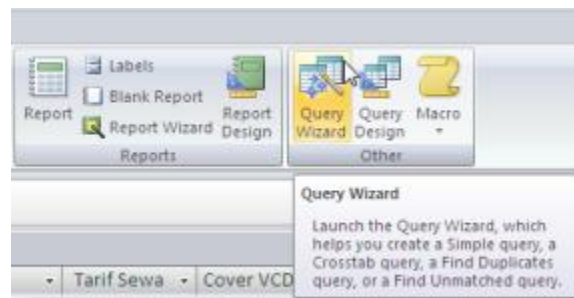 Labels
Blank Report
Report Wizard
Report
Report Design
Reports
Query Wizard
Query Design
Macro
Other
Query Wizard
Launch the Query Wizard, which
helps you create a Simple query, a
Crosstab query, a Find Duplicates
query, or a Find Unmatched query.
Tarif Sewa
Cover VCD